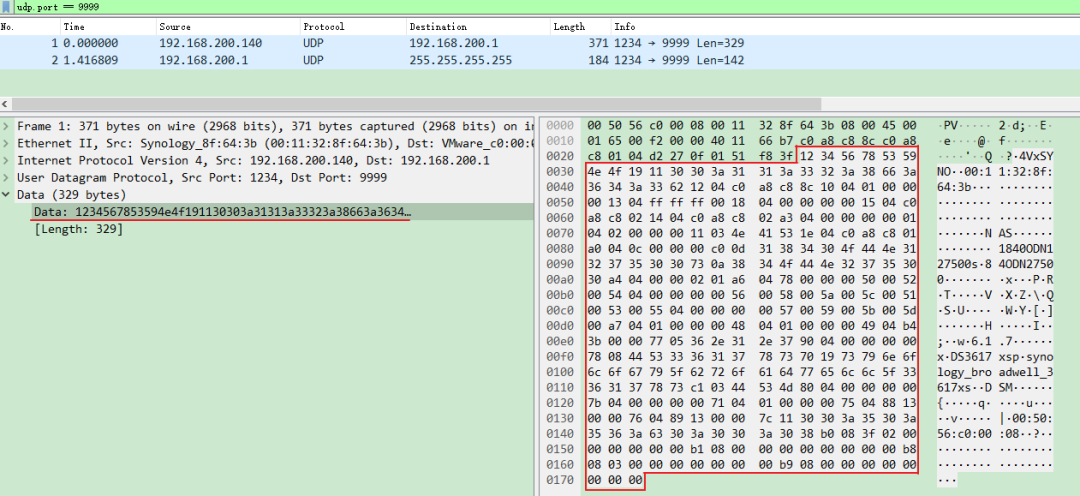 udp.port == 9999
No. Time Source Protocol Destination Length Info
1 0.000000 192.168.200.140 UDP 192.168.200.1 371 1234 → 9999 Len=329
2 1.416809 192.168.200.1 UDP 255.255.255.255 184 1234 → 9999 Len=142
Frame 1: 371 bytes on wire (2968 bits), 371 bytes captured (2968 bits) on in
Ethernet II, Src: Synology_8f:64:3b (00:11:32:8f:64:3b), Dst: VMware_c0:00:0
Internet Protocol Version 4, Src: 192.168.200.140, Dst: 192.168.200.1
User Datagram Protocol, Src Port: 1234, Dst Port: 9999
Data (329 bytes)
Data: 1234567853594e4f191130303a31313a33323a38663a3634…
[Length: 329]
0000 00 50 56 c0 00 08 00 11 32 8f 64 3b 08 00 45 00 ·PV····· 2·d;··E·
0010 01 65 00 f2 00 00 40 11 66 b7 c0 a8 c8 8c c0 a8 ·e····@· f·······
0020 c8 01 04 d2 27 0f 01 51 f8 3f 12 34 56 78 53 59 ····'··Q ·?·4VxSY
0030 4e 4f 19 11 30 30 3a 31 31 3a 33 32 3a 38 66 3a NO··00:1 1:32:8f:
0040 36 34 3a 33 62 12 04 c0 a8 c8 8c 10 04 01 00 00 64:3b··· ········
0050 00 13 04 ff ff ff 00 18 04 00 00 00 00 15 04 c0 ········ ········
0060 a8 c8 02 14 04 c0 a8 c8 02 a3 04 00 00 00 00 01 ········ ········
0070 04 02 00 00 00 11 03 4e 41 53 1e 04 c0 a8 c8 01 ·······N AS······
0080 a0 04 0c 00 00 00 c0 0d 31 38 34 30 4f 44 4e 31 ········ 1840ODN1
0090 32 37 35 30 30 73 0a 38 34 4f 44 4e 32 37 35 30 27500s·8 4ODN2750
00a0 30 a4 04 00 00 02 01 a6 04 78 00 00 00 50 00 52 0······· ·x···P·R
00b0 00 54 04 00 00 00 00 56 00 58 00 5a 00 5c 00 51 ·T·····V ·X·Z·\·Q
00c0 00 53 00 55 04 00 00 00 00 57 00 59 00 5b 00 5d ·S·U···· ·W·Y·[·]
00d0 00 a7 04 01 00 00 00 48 04 01 00 00 00 49 04 b4 ·······H ·····I··
00e0 3b 00 00 77 05 36 2e 31 2e 37 90 04 00 00 00 00 ;··w·6.1 .7······
00f0 78 08 44 53 33 36 31 37 78 73 70 19 73 79 6e 6f x·DS3617 xsp·syno
0100 6c 6f 67 79 5f 62 72 6f 61 64 77 65 6c 6c 5f 33 logy_bro adwell_3
0110 36 31 37 78 73 c1 03 44 53 4d 80 04 00 00 00 00 617xs··D SM······
0120 7b 04 00 00 00 00 71 04 01 00 00 00 75 04 88 13 {·····q· ····u···
0130 00 00 76 04 89 13 00 00 7c 11 30 30 3a 35 30 3a ··v····· |·00:50:
0140 35 36 3a 63 30 3a 30 30 3a 30 38 b0 08 3f 02 00 56:c0:00 :08··?··
0150 00 00 00 00 00 b1 08 00 00 00 00 00 00 00 00 b8 ········ ········
0160 08 03 00 00 00 00 00 00 00 b9 08 00 00 00 00 00 ········ ········
0170 00 00 00 ···